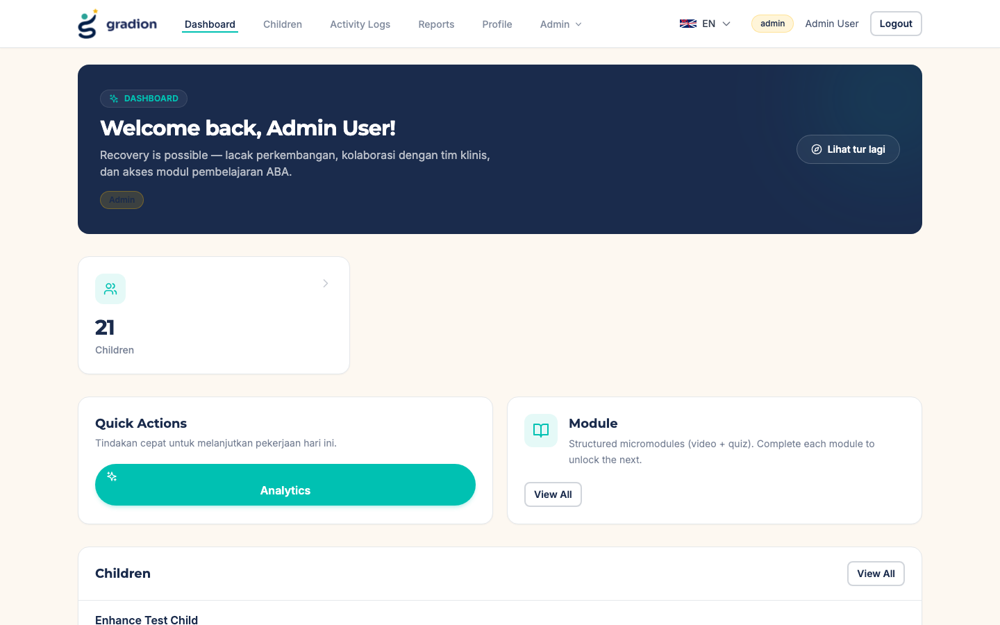 gradion
Dashboard
Children
Activity Logs
Reports
Profile
Admin
EN
admin
Admin User
Logout
DASHBOARD
Welcome back, Admin User!
Recovery is possible — lacak perkembangan, kolaborasi dengan tim klinis,
dan akses modul pembelajaran ABA.
Admin
Lihat tur lagi
21
Children
Quick Actions
Tindakan cepat untuk melanjutkan pekerjaan hari ini.
Analytics
Module
Structured micromodules (video + quiz). Complete each module to
unlock the next.
View All
Children
View All
Enhance Test Child